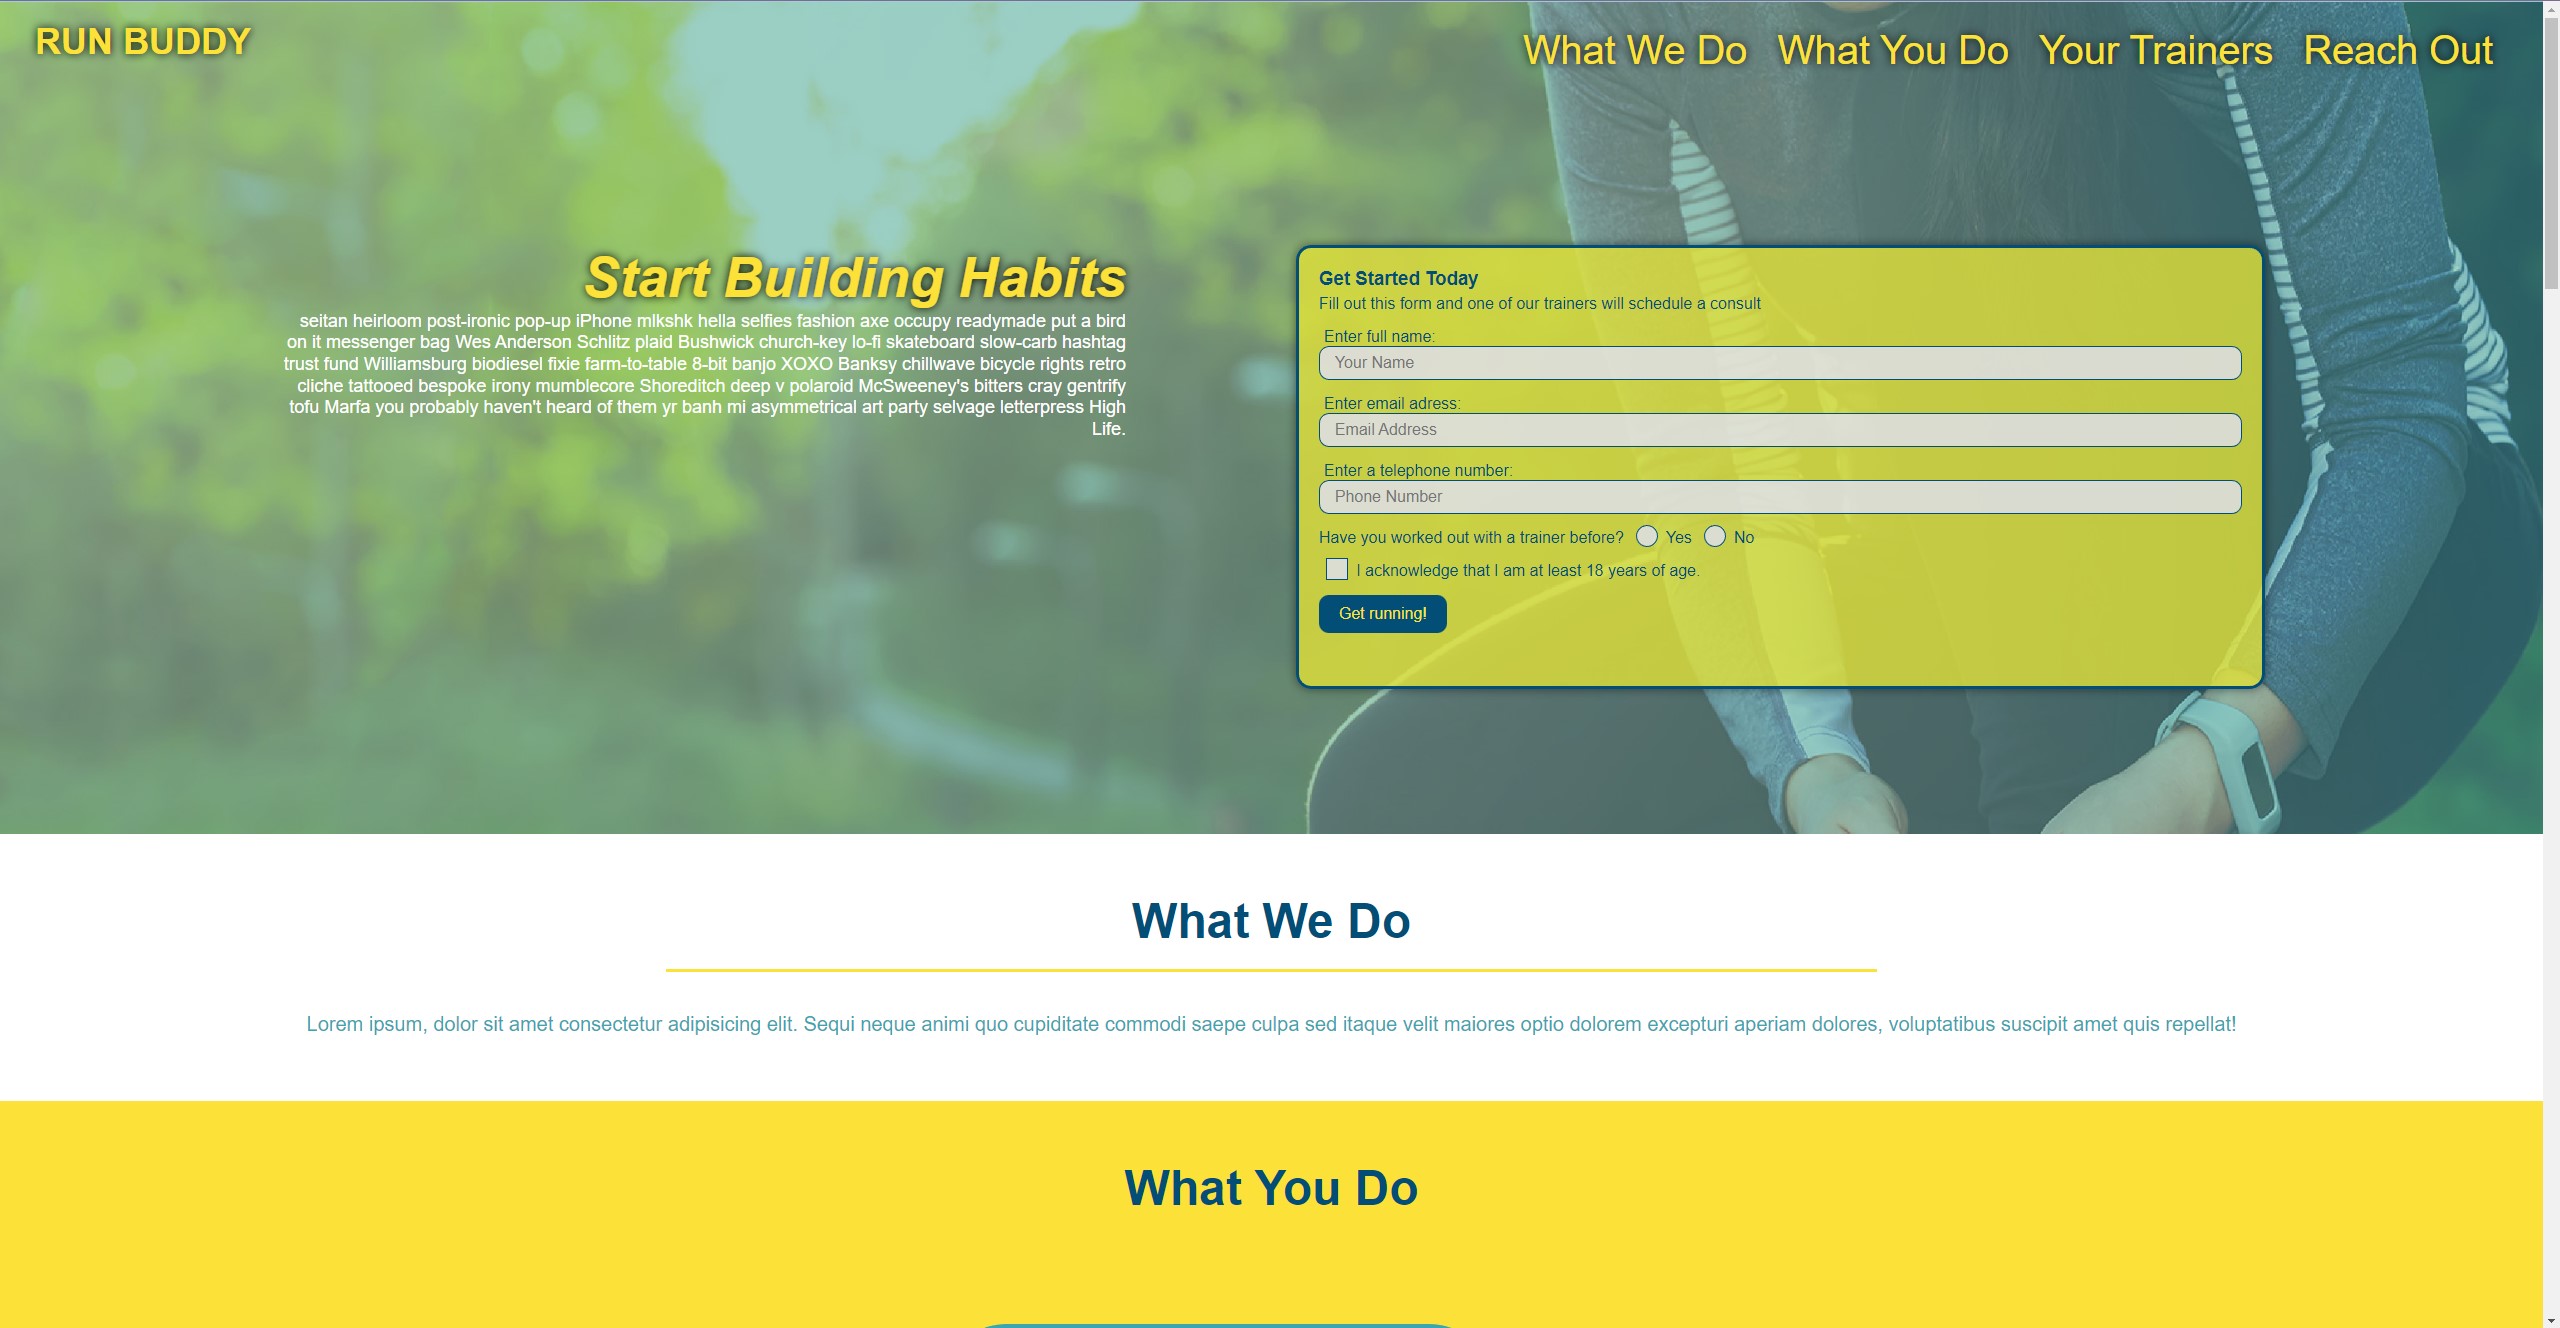 RUN BUDDY
What We Do What You Do Your Trainers Reach Out
Start Building Habits
seitan heirloom post-ironic pop-up iPhone mlkshk hella selfies fashion axe occupy readymade put a bird
on it messenger bag Wes Anderson Schlitz plaid Bushwick church-key lo-fi skateboard slow-carb hashtag
trust fund Williamsburg biodiesel fixie farm-to-table 8-bit banjo XOXO Banksy chillwave bicycle rights retro
cliche tattooed bespoke irony mumblecore Shoreditch deep v polaroid McSweeney's bitters cray gentrify
tofu Marfa you probably haven't heard of them yr banh mi asymmetrical art party selvage letterpress High
Life.
Get Started Today
Fill out this form and one of our trainers will schedule a consult
Enter full name:
Your Name
Enter email adress:
Email Address
Enter a telephone number:
Phone Number
Have you worked out with a trainer before? Yes No
I acknowledge that I am at least 18 years of age.
Get running!
What We Do
Lorem ipsum, dolor sit amet consectetur adipisicing elit. Sequi neque animi quo cupiditate commodi saepe culpa sed itaque velit maiores optio dolorem excepturi aperiam dolores, voluptatibus suscipit amet quis repellat!
What You Do